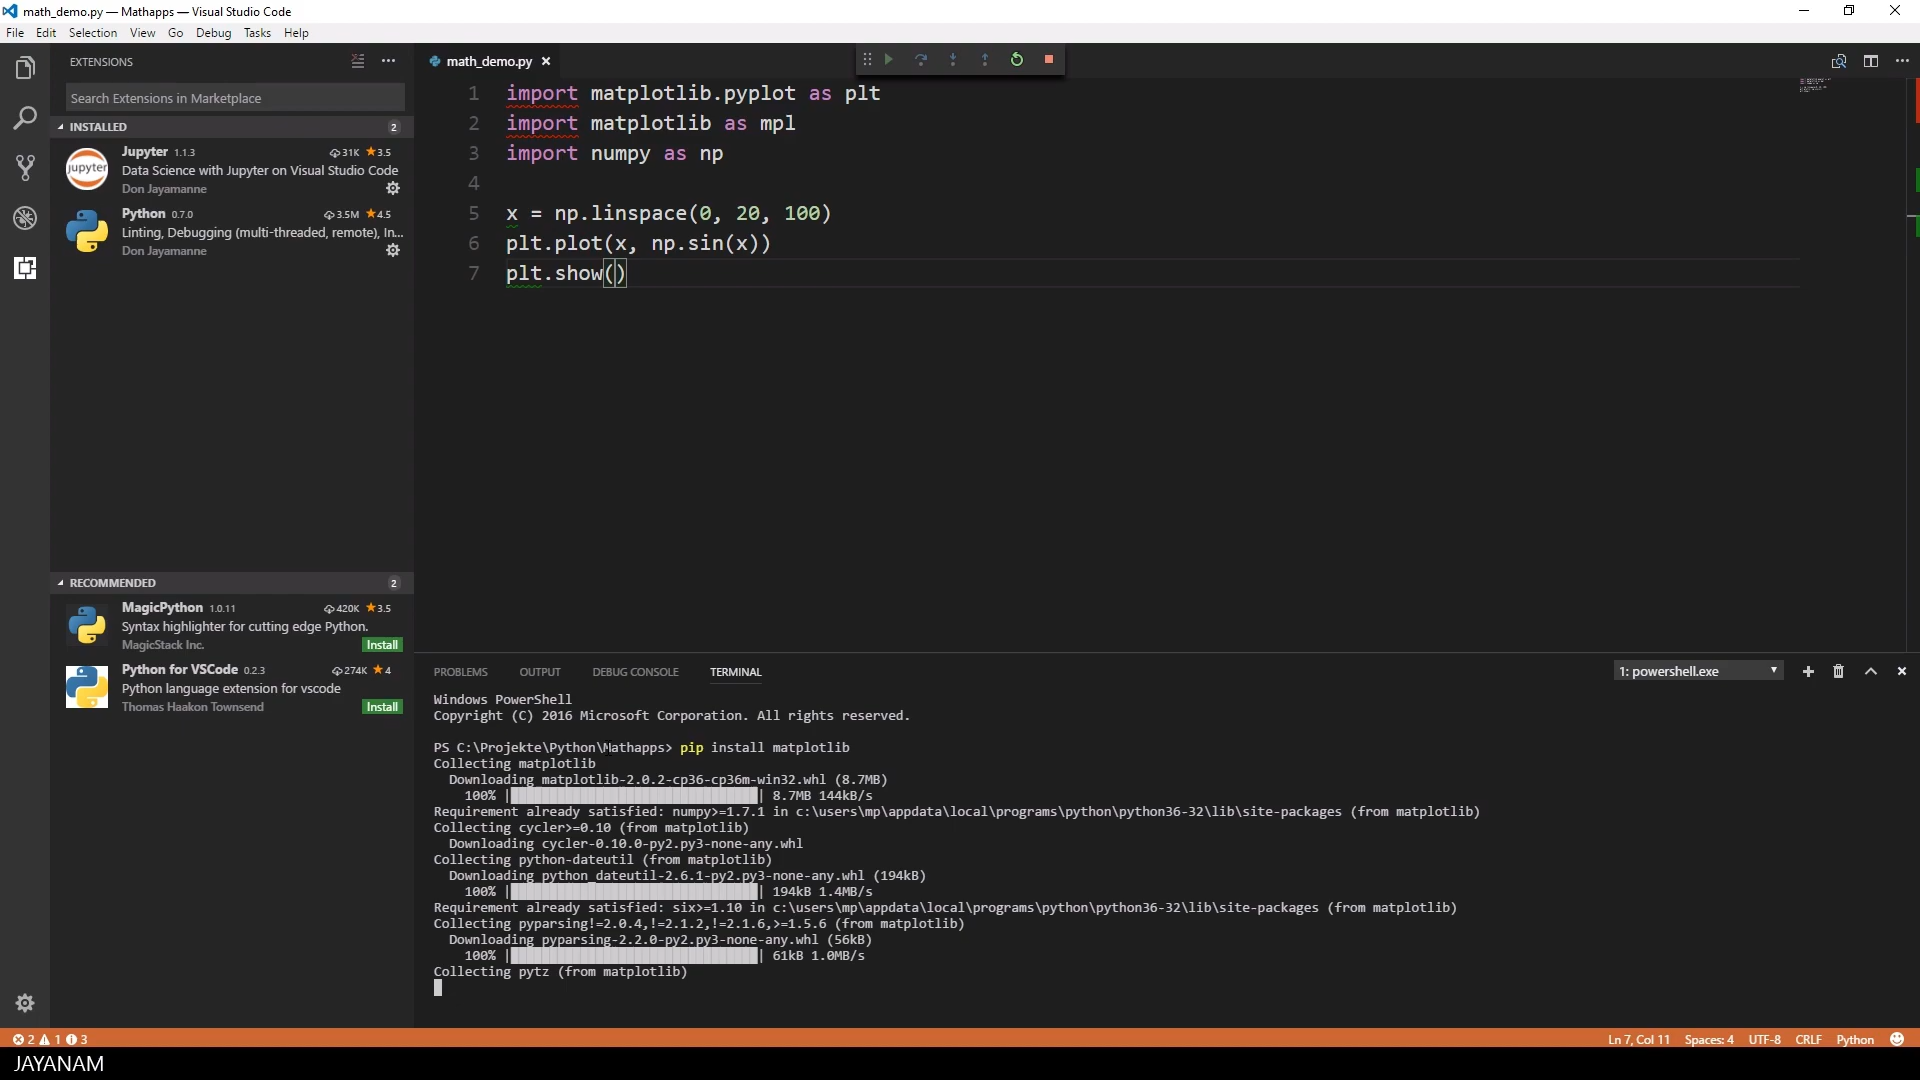 math_demo.py — Mathapps — Visual Studio Code
File Edit Selection View Go Debug Tasks Help
EXTENSIONS
Search Extensions in Marketplace
INSTALLED 2
jupyter
Jupyter 1.1.3 31K 3.5
Data Science with Jupyter on Visual Studio Code
Don Jayamanne
Python 0.7.0 3.5M 4.5
Linting, Debugging (multi-threaded, remote), In...
Don Jayamanne
RECOMMENDED 2
MagicPython 1.0.11 420K 3.5
Syntax highlighter for cutting edge Python.
MagicStack Inc. Install
Python for VSCode 0.2.3 274K 4
Python language extension for vscode
Thomas Haakon Townsend Install
math_demo.py
1 import matplotlib.pyplot as plt
2 import matplotlib as mpl
3 import numpy as np
4
5 x = np.linspace(0, 20, 100)
6 plt.plot(x, np.sin(x))
7 plt.show()
PROBLEMS OUTPUT DEBUG CONSOLE TERMINAL 1: powershell.exe
Windows PowerShell
Copyright (C) 2016 Microsoft Corporation. All rights reserved.
PS C:\Projekte\Python\Mathapps> pip install matplotlib
Collecting matplotlib
Downloading matplotlib-2.0.2-cp36-cp36m-win32.whl (8.7MB)
100% || 8.7MB 144kB/s
Requirement already satisfied: numpy>=1.7.1 in c:\users\mp\appdata\local\programs\python\python36-32\lib\site-packages (from matplotlib)
Collecting cycler>=0.10 (from matplotlib)
Downloading cycler-0.10.0-py2.py3-none-any.whl
Collecting python-dateutil (from matplotlib)
Downloading python_dateutil-2.6.1-py2.py3-none-any.whl (194kB)
100% || 194kB 1.4MB/s
Requirement already satisfied: six>=1.10 in c:\users\mp\appdata\local\programs\python\python36-32\lib\site-packages (from matplotlib)
Collecting pyparsing!=2.0.4,!=2.1.2,!=2.1.6,>=1.5.6 (from matplotlib)
Downloading pyparsing-2.2.0-py2.py3-none-any.whl (56kB)
100% || 61kB 1.0MB/s
Collecting pytz (from matplotlib)
2 1 3 Ln 7, Col 11 Spaces: 4 UTF-8 CRLF Python
JAYANAM